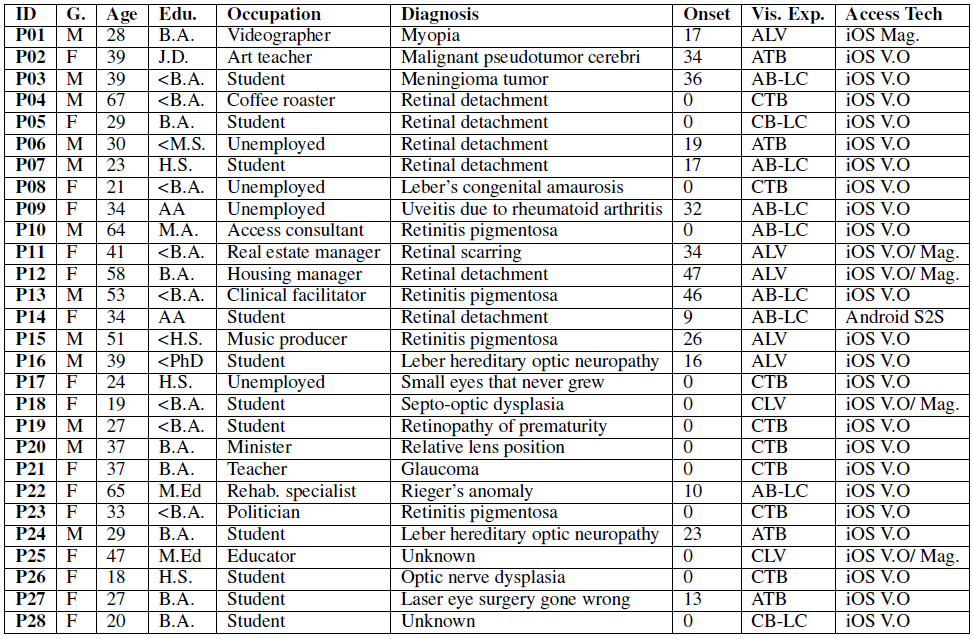 ID G. Age Edu. Occupation Diagnosis Onset Vis. Exp. Access Tech
P01 M 28 B.A. Videographer Myopia 17 ALV iOS Mag.
P02 F 39 J.D. Art teacher Malignant pseudotumor cerebri 34 ATB iOS V.O
P03 M 39 <B.A. Student Meningioma tumor 36 AB-LC iOS V.O
P04 M 67 <B.A. Coffee roaster Retinal detachment 0 CTB iOS V.O
P05 F 29 B.A. Student Retinal detachment 0 CB-LC iOS V.O
P06 M 30 <M.S. Unemployed Retinal detachment 19 ATB iOS V.O
P07 M 23 H.S. Student Retinal detachment 17 AB-LC iOS V.O
P08 F 21 <B.A. Unemployed Leber's congenital amaurosis 0 CTB iOS V.O
P09 F 34 AA Unemployed Uveitis due to rheumatoid arthritis 32 AB-LC iOS V.O
P10 M 64 M.A. Access consultant Retinitis pigmentosa 0 AB-LC iOS V.O
P11 F 41 <B.A. Real estate manager Retinal scarring 34 ALV iOS V.O/ Mag.
P12 F 58 B.A. Housing manager Retinal detachment 47 ALV iOS V.O/ Mag.
P13 M 53 <B.A. Clinical facilitator Retinitis pigmentosa 46 AB-LC iOS V.O
P14 F 34 AA Student Retinal detachment 9 AB-LC Android S2S
P15 M 51 <H.S. Music producer Retinitis pigmentosa 26 ALV iOS V.O
P16 M 39 <PhD Student Leber hereditary optic neuropathy 16 ALV iOS V.O
P17 F 24 H.S. Unemployed Small eyes that never grew 0 CTB iOS V.O
P18 F 19 <B.A. Student Septo-optic dysplasia 0 CLV iOS V.O/ Mag.
P19 M 27 <B.A. Student Retinopathy of prematurity 0 CTB iOS V.O
P20 M 37 B.A. Minister Relative lens position 0 CTB iOS V.O
P21 F 37 B.A. Teacher Glaucoma 0 CTB iOS V.O
P22 F 65 M.Ed Rehab. specialist Rieger's anomaly 10 AB-LC iOS V.O
P23 F 33 <B.A. Politician Retinitis pigmentosa 0 CTB iOS V.O
P24 M 29 B.A. Student Leber hereditary optic neuropathy 23 ATB iOS V.O
P25 F 47 M.Ed Educator Unknown 0 CLV iOS V.O/ Mag.
P26 F 18 H.S. Student Optic nerve dysplasia 0 CTB iOS V.O
P27 F 27 B.A. Student Laser eye surgery gone wrong 13 ATB iOS V.O
P28 F 20 B.A. Student Unknown 0 CB-LC iOS V.O